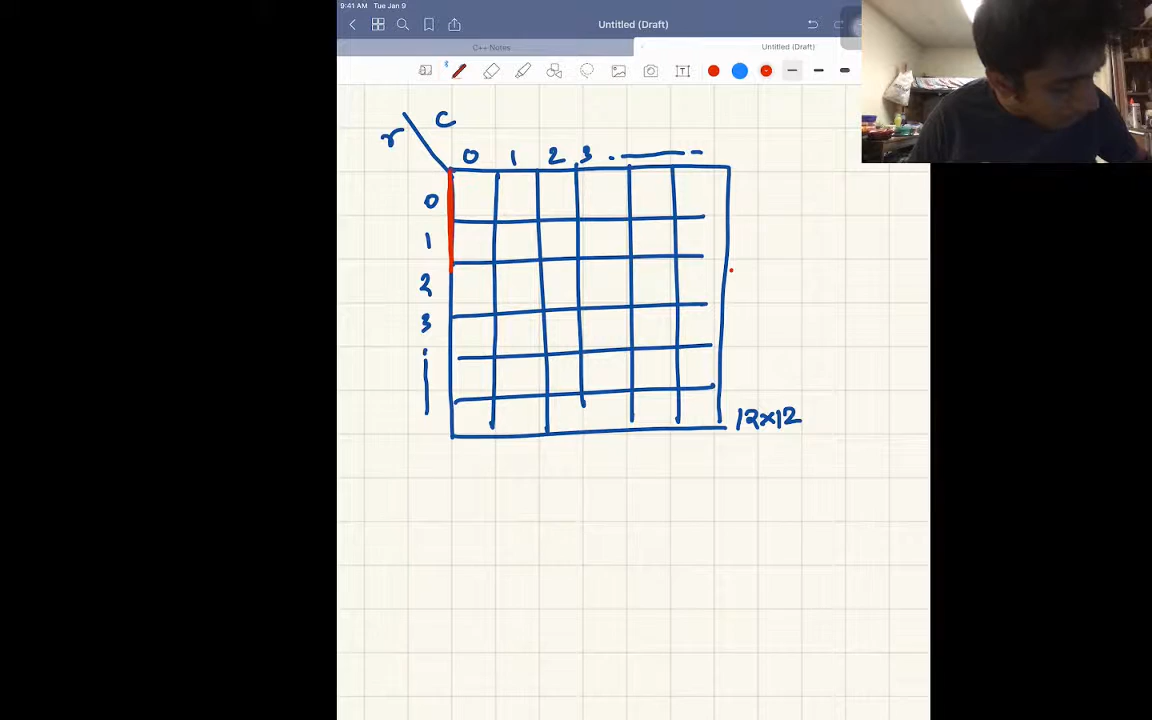 9:41 AM Tue Jan 9
Untitled (Draft)
C++ Notes
Untitled (Draft)
T
r c
0 1 2 3 . —— -
0
1
2
3
12x12